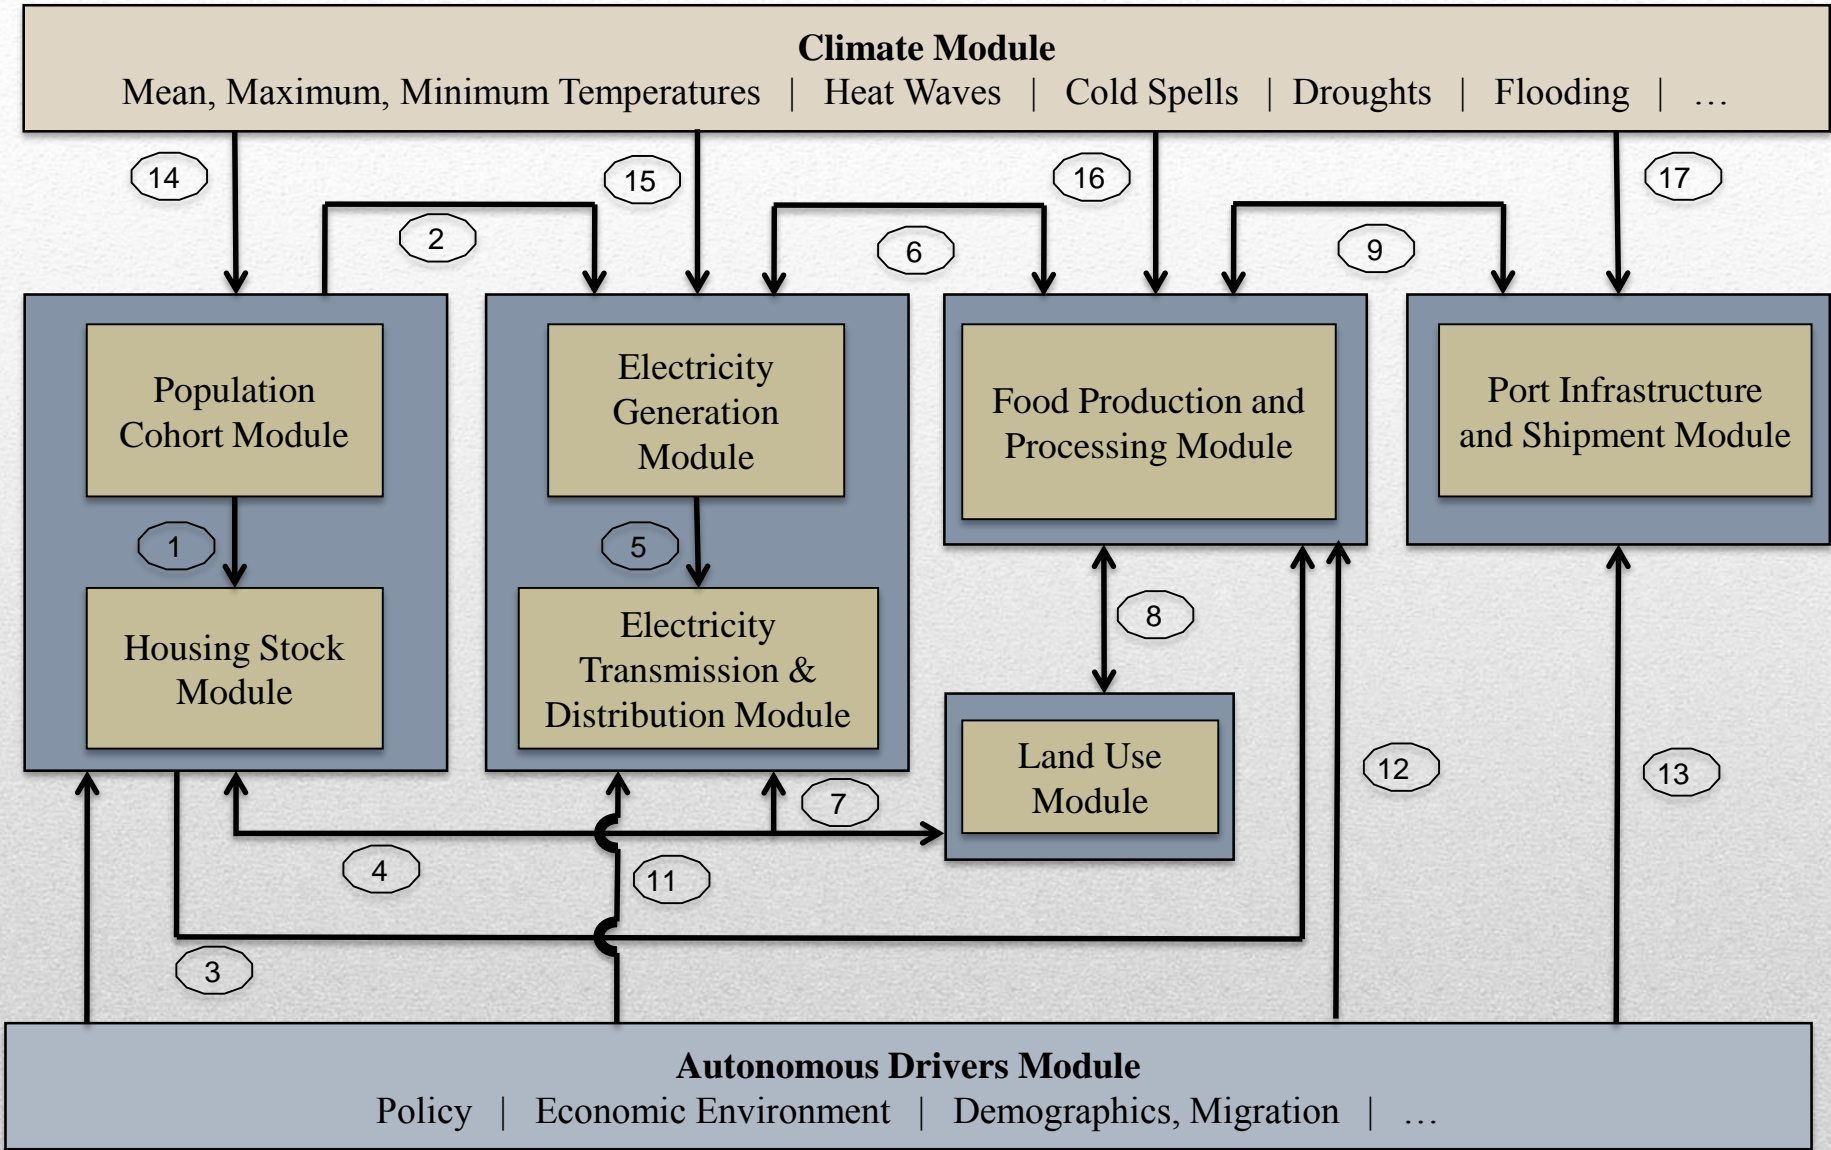 Climate Module
Mean, Maximum, Minimum Temperatures | Heat Waves | Cold Spells | Droughts | Flooding | …
14
15
16
17
2
6
9
Population
Cohort Module
Electricity
Generation
Module
Food Production and
Processing Module
Port Infrastructure
and Shipment Module
1
5
8
Housing Stock
Module
Electricity
Transmission &
Distribution Module
Land Use
Module
12
13
7
4
11
3
Autonomous Drivers Module
Policy | Economic Environment | Demographics, Migration | …